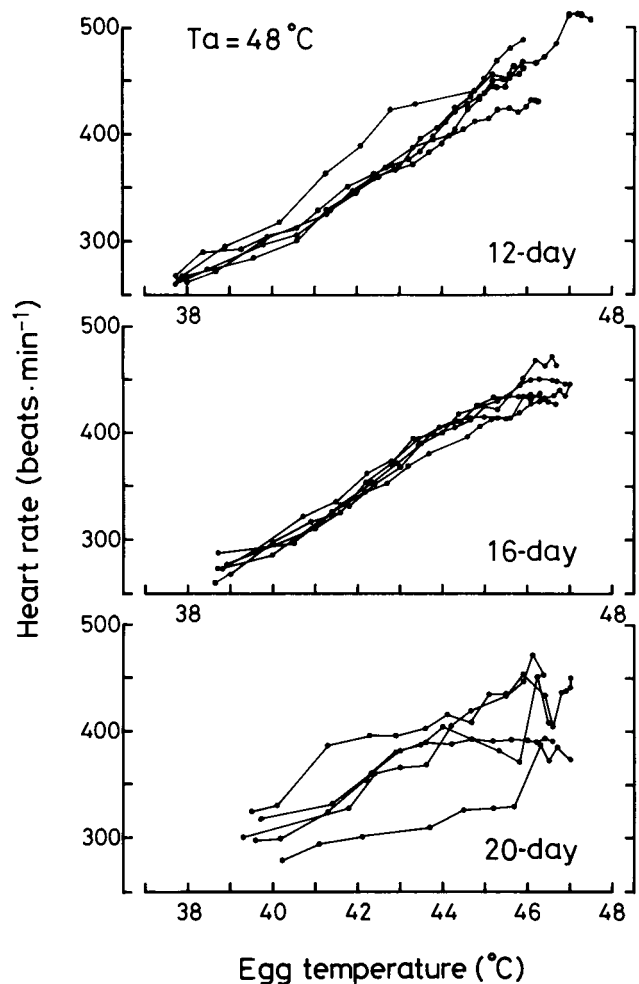 500
Ta = 48 °C
400
300
12-day
38 48
500
400
300
16-day
38 48
500
400
300
20-day
38 40 42 44 46 48
Heart rate (beats·min⁻¹)
Egg temperature (°C)